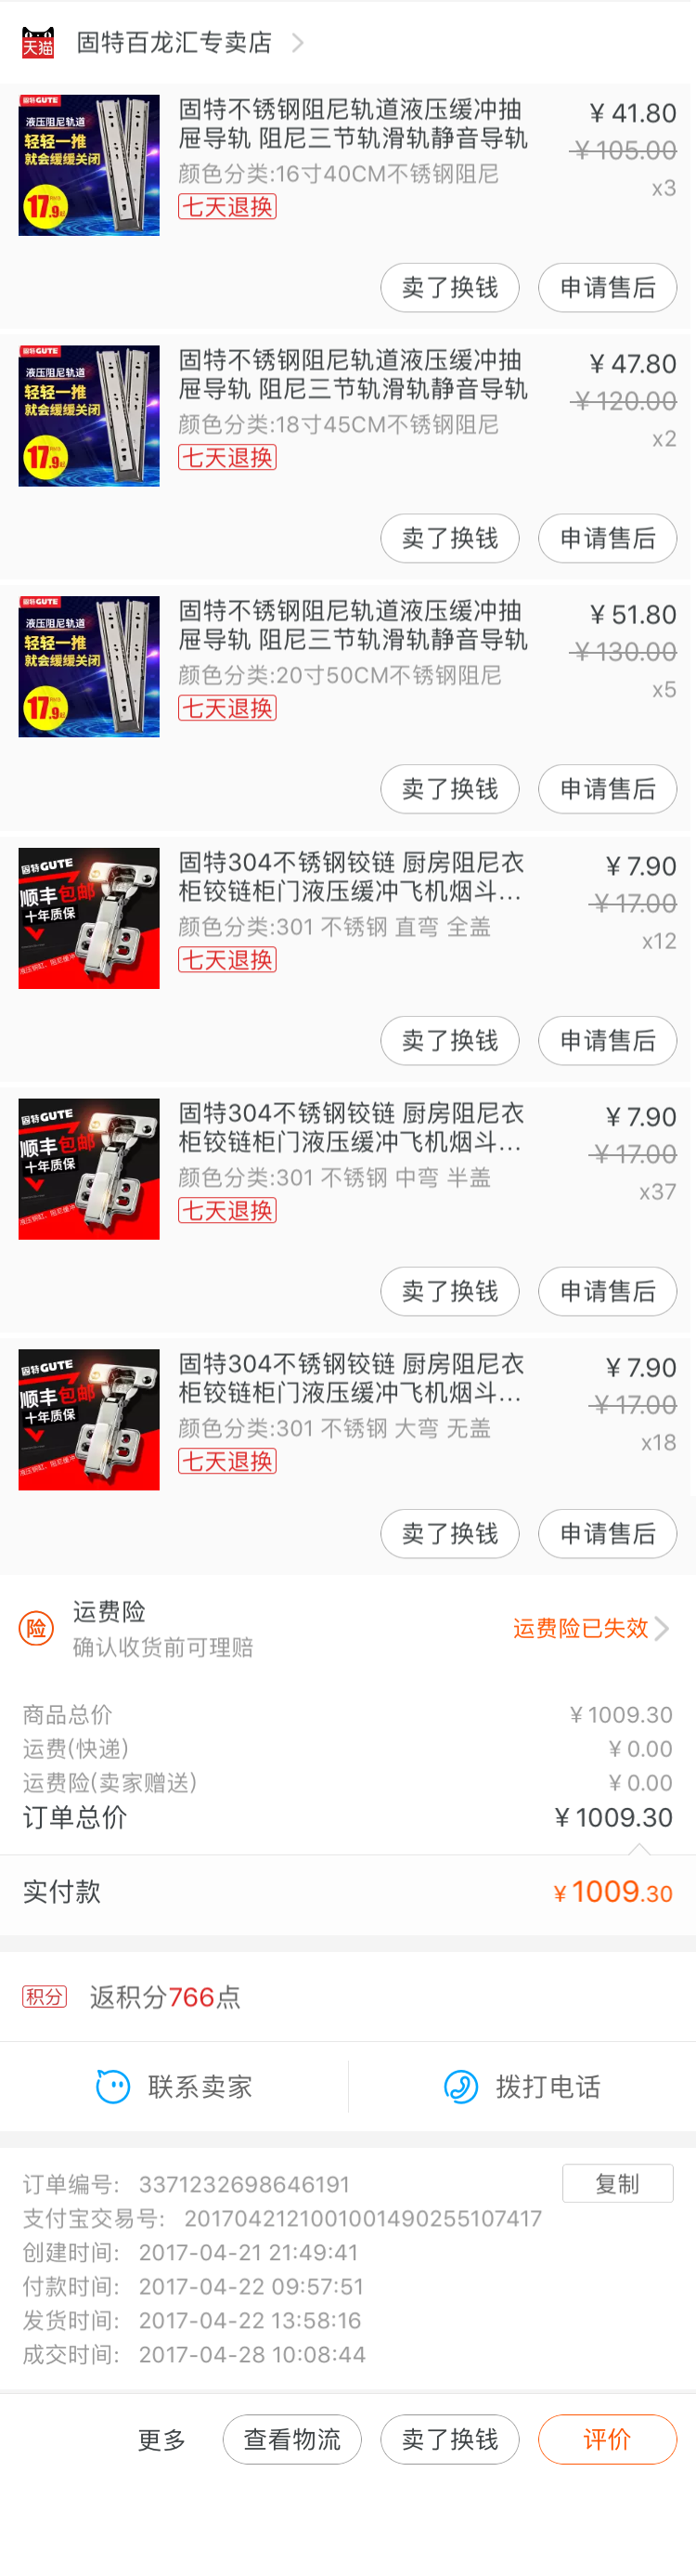 天猫 固特百龙汇专卖店
固特GUTE
液压阻尼轨道
轻轻一推
就会缓缓关闭
17.9起
固特不锈钢阻尼轨道液压缓冲抽
屉导轨 阻尼三节轨滑轨静音导轨
颜色分类:16寸40CM不锈钢阻尼
七天退换
¥ 41.80
¥ 105.00
x3
卖了换钱 申请售后
固特GUTE
液压阻尼轨道
轻轻一推
就会缓缓关闭
17.9起
固特不锈钢阻尼轨道液压缓冲抽
屉导轨 阻尼三节轨滑轨静音导轨
颜色分类:18寸45CM不锈钢阻尼
七天退换
¥ 47.80
¥ 120.00
x2
卖了换钱 申请售后
固特GUTE
液压阻尼轨道
轻轻一推
就会缓缓关闭
17.9起
固特不锈钢阻尼轨道液压缓冲抽
屉导轨 阻尼三节轨滑轨静音导轨
颜色分类:20寸50CM不锈钢阻尼
七天退换
¥ 51.80
¥ 130.00
x5
卖了换钱 申请售后
固特GUTE
顺丰包邮
十年质保
固特304不锈钢铰链 厨房阻尼衣
柜铰链柜门液压缓冲飞机烟斗...
颜色分类:301 不锈钢 直弯 全盖
七天退换
¥ 7.90
¥ 17.00
x12
卖了换钱 申请售后
固特GUTE
顺丰包邮
十年质保
固特304不锈钢铰链 厨房阻尼衣
柜铰链柜门液压缓冲飞机烟斗...
颜色分类:301 不锈钢 中弯 半盖
七天退换
¥ 7.90
¥ 17.00
x37
卖了换钱 申请售后
固特GUTE
顺丰包邮
十年质保
固特304不锈钢铰链 厨房阻尼衣
柜铰链柜门液压缓冲飞机烟斗...
颜色分类:301 不锈钢 大弯 无盖
七天退换
¥ 7.90
¥ 17.00
x18
卖了换钱 申请售后
险 运费险
确认收货前可理赔
运费险已失效
商品总价 ¥ 1009.30
运费(快递) ¥ 0.00
运费险(卖家赠送) ¥ 0.00
订单总价 ¥ 1009.30
实付款 ¥ 1009.30
积分 返积分766点
联系卖家 拨打电话
订单编号: 3371232698646191 复制
支付宝交易号: 2017042121001001490255107417
创建时间: 2017-04-21 21:49:41
付款时间: 2017-04-22 09:57:51
发货时间: 2017-04-22 13:58:16
成交时间: 2017-04-28 10:08:44
更多 查看物流 卖了换钱 评价